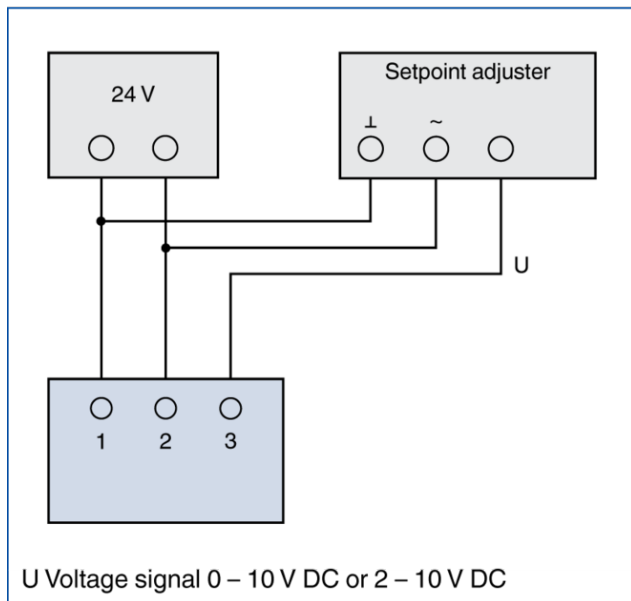 24 V
Setpoint adjuster
⊥ ~
U
1 2 3
U Voltage signal 0 – 10 V DC or 2 – 10 V DC